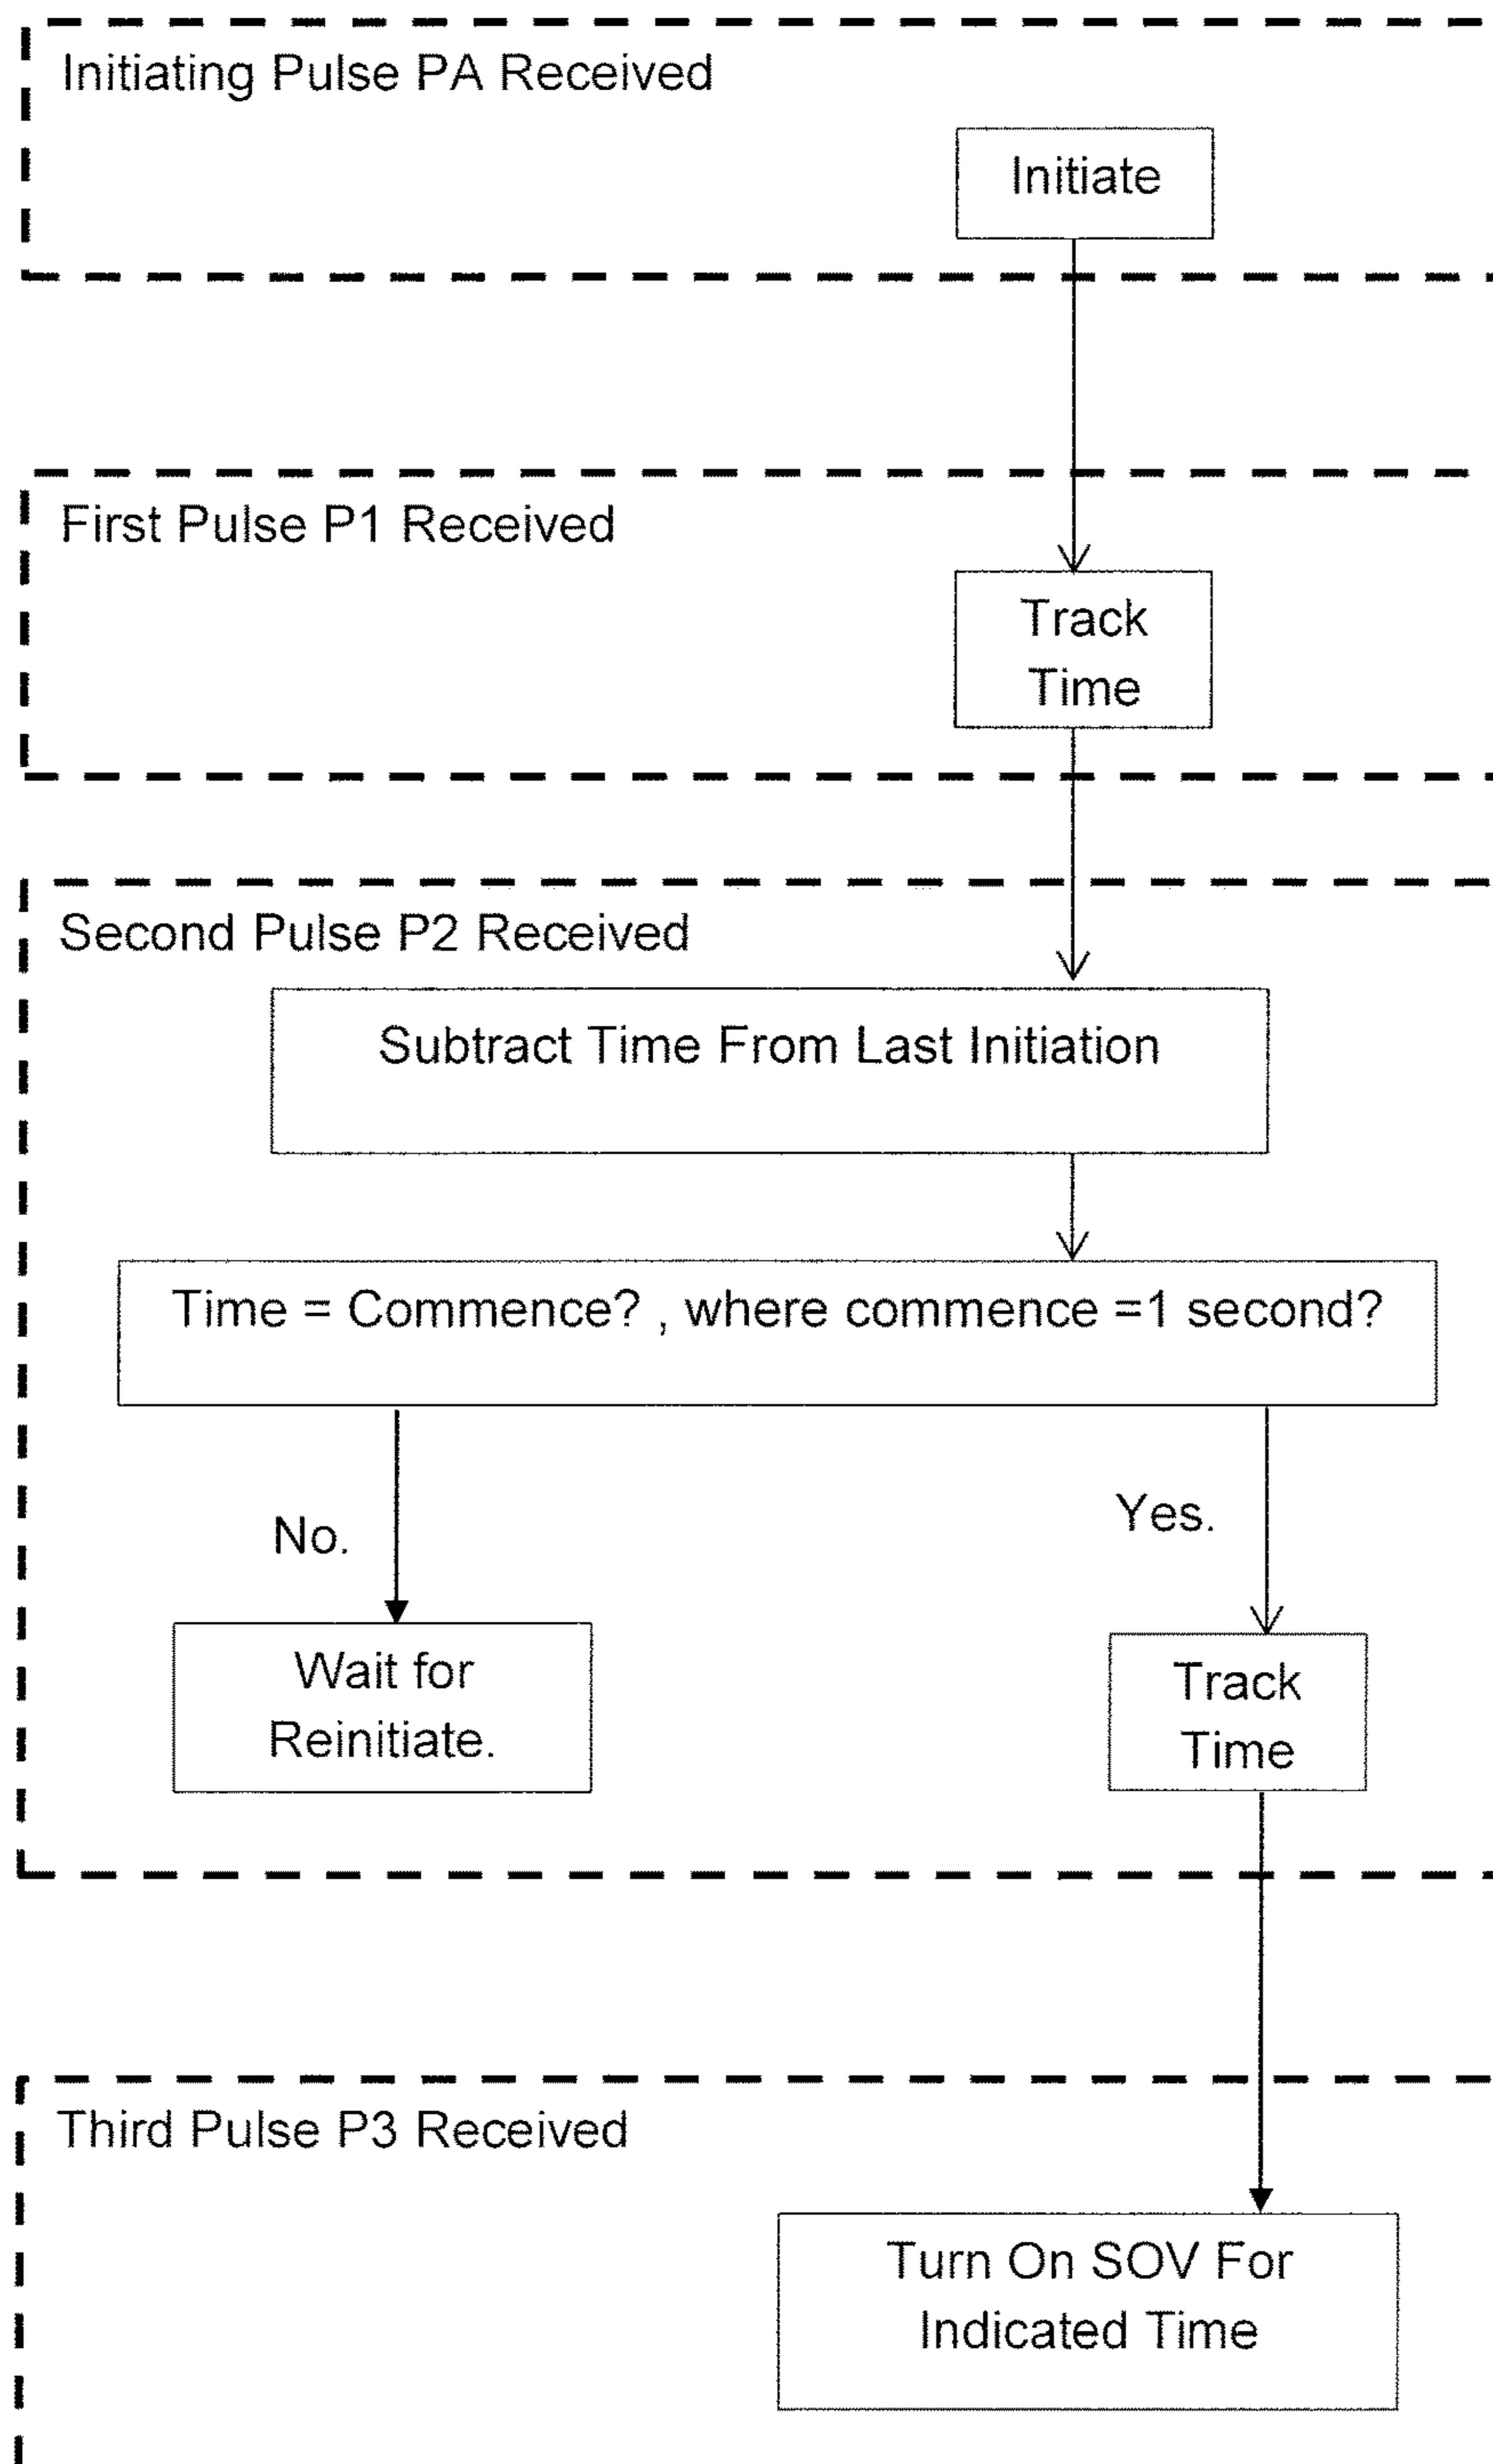 Initiating Pulse PA Received
Initiate
First Pulse P1 Received
Track
Time
Second Pulse P2 Received
Subtract Time From Last Initiation
Time = Commence? , where commence =1 second?
No.
Yes.
Wait for
Reinitiate.
Track
Time
Third Pulse P3 Received
Turn On SOV For
Indicated Time